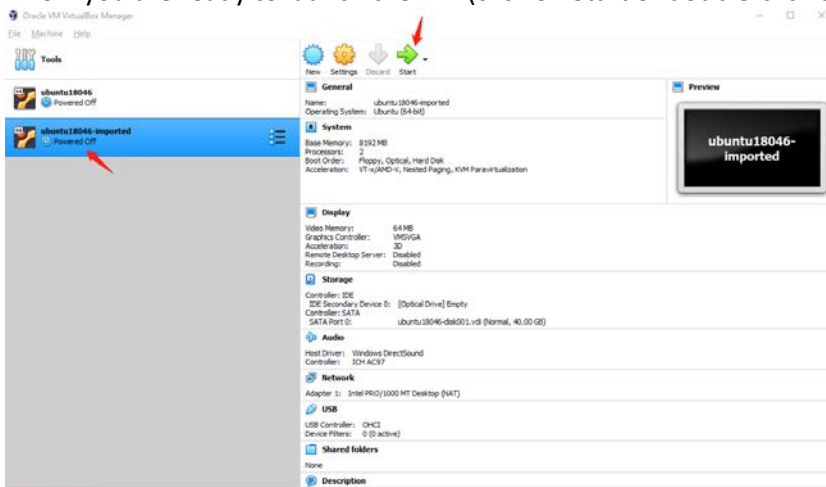 Oracle VM VirtualBox Manager
File Machine Help
Tools
New Settings Discard Start
ubuntu18046
Powered Off
ubuntu18046-imported
Powered Off
General
Name: ubuntu18046-imported
Operating System: Ubuntu (64-bit)
System
Base Memory: 8192 MB
Processors: 2
Boot Order: Floppy, Optical, Hard Disk
Acceleration: VT-x/AMD-V, Nested Paging, KVM Paravirtualization
Preview
ubuntu18046-
imported
Display
Video Memory: 64 MB
Graphics Controller: VMSVGA
Acceleration: 3D
Remote Desktop Server: Disabled
Recording: Disabled
Storage
Controller: IDE
IDE Secondary Device 0: [Optical Drive] Empty
Controller: SATA
SATA Port 0: ubuntu18046-disk001.vdi (Normal, 40.00 GB)
Audio
Host Driver: Windows DirectSound
Controller: ICH AC97
Network
Adapter 1: Intel PRO/1000 MT Desktop (NAT)
USB
USB Controller: OHCI
Device Filters: 0 (0 active)
Shared folders
None
Description